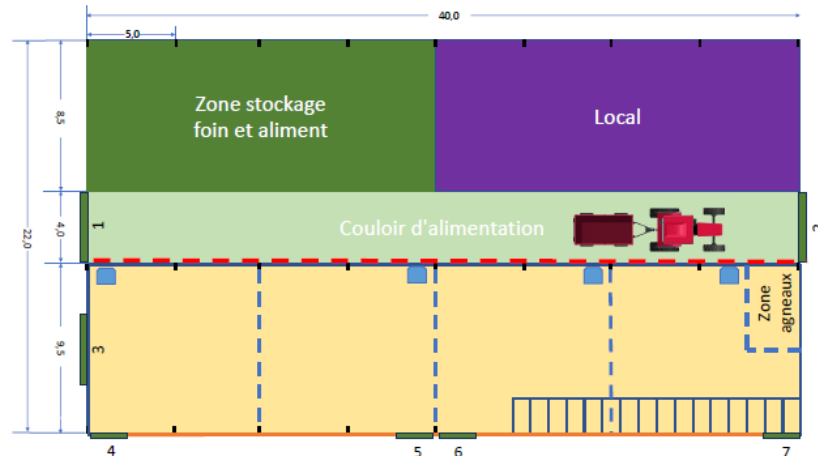 40,0
5,0
Zone stockage
foin et aliment
Local
8,5
22,0
4,0
1
Couloir d'alimentation
2
9,5
3
Zone
agneaux
4
5
6
7